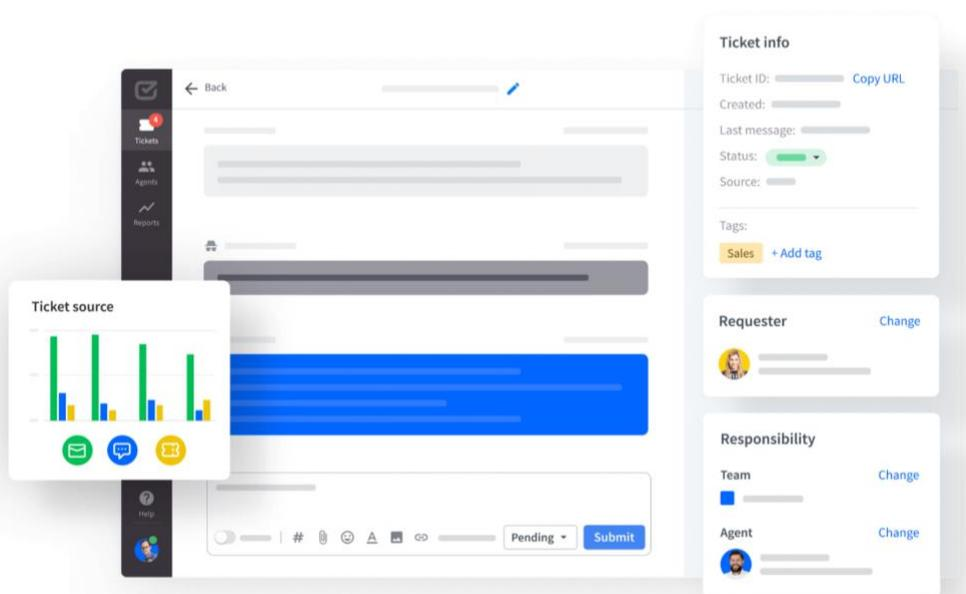 Back
4
Tickets
Agents
Reports
Help
Ticket source
#
A
Pending
Submit
Ticket info
Ticket ID:
Copy URL
Created:
Last message:
Status:
Source:
Tags:
Sales
+ Add tag
Requester
Change
Responsibility
Team
Change
Agent
Change